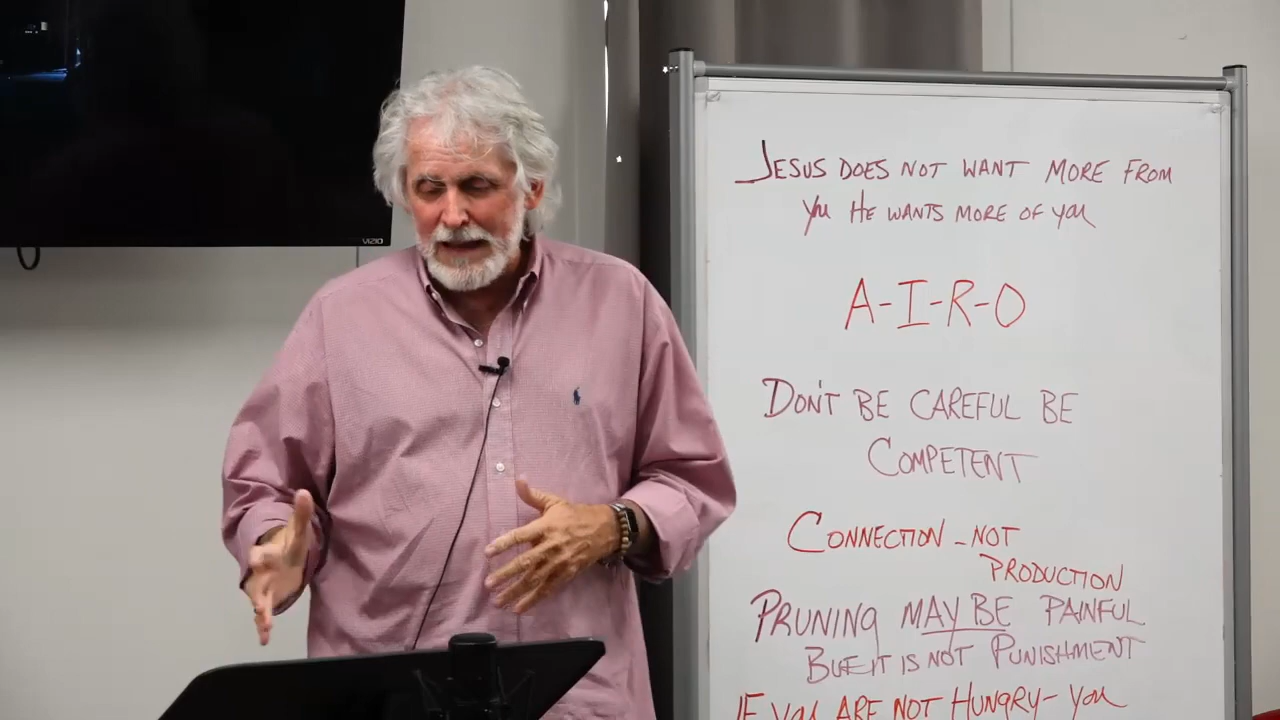 VIZIO
JESUS DOES NOT WANT MORE FROM
YOU HE WANTS MORE OF YOU
A-I-R-O
DON'T BE CAREFUL BE
COMPETENT
CONNECTION - NOT
PRODUCTION
PRUNING MAY BE PAINFUL
BUT IT IS NOT PUNISHMENT
IF YOU ARE NOT HUNGRY - YOU